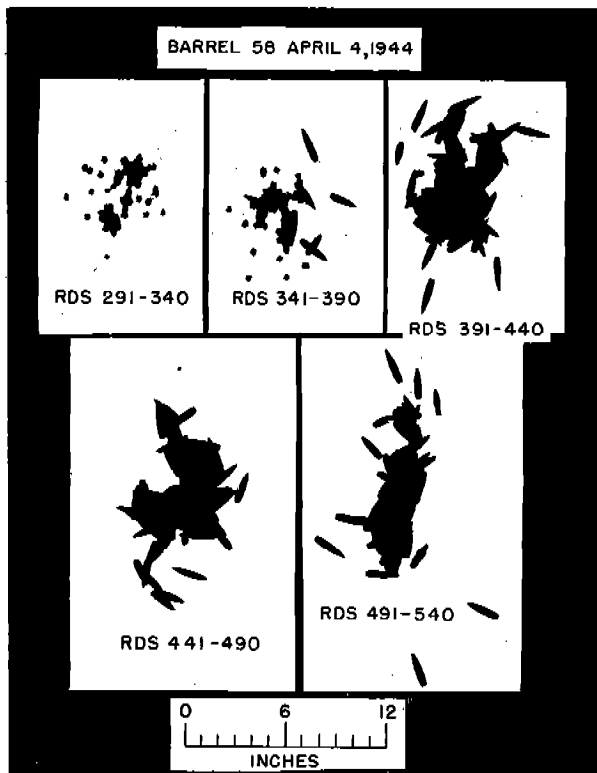 BARREL 58 APRIL 4,1944
RDS 291-340
RDS 341-390
RDS 391-440
RDS 441-490
RDS 491-540
0 6 12
INCHES